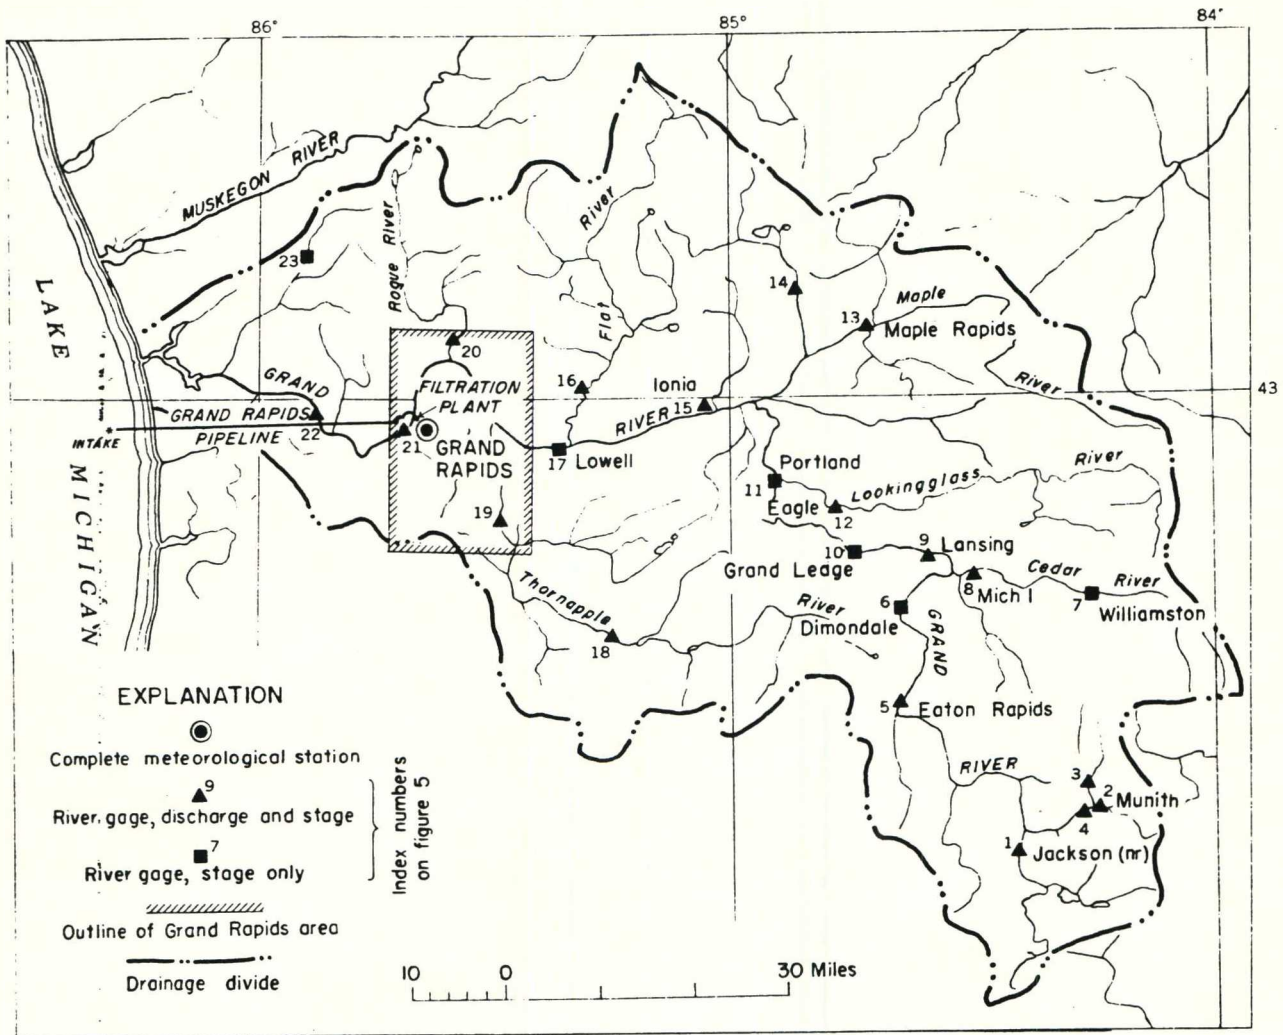 86°
85°
84°
MUSKEGON RIVER
LAKE
MICHIGAN
23
Rogue River
Flat River
14
Maple
13
Maple Rapids
River
20
GRAND
FILTRATION
PLANT
16
Ionia
15
43
GRAND RAPIDS
PIPELINE
INTAKE
22
21
GRAND
RAPIDS
RIVER
17
Lowell
Portland
11
Eagle
12
Lookingglass River
19
10
Grand Ledge
9
Lansing
8
Mich I
Cedar River
7
Williamston
6
Dimondale
GRAND
Thornapple River
18
5
Eaton Rapids
RIVER
3
2
Munith
4
1
Jackson (nr)
EXPLANATION
Complete meteorological station
9
River gage, discharge and stage
7
River gage, stage only
Index numbers
on figure 5
Outline of Grand Rapids area
Drainage divide
10 0 30 Miles